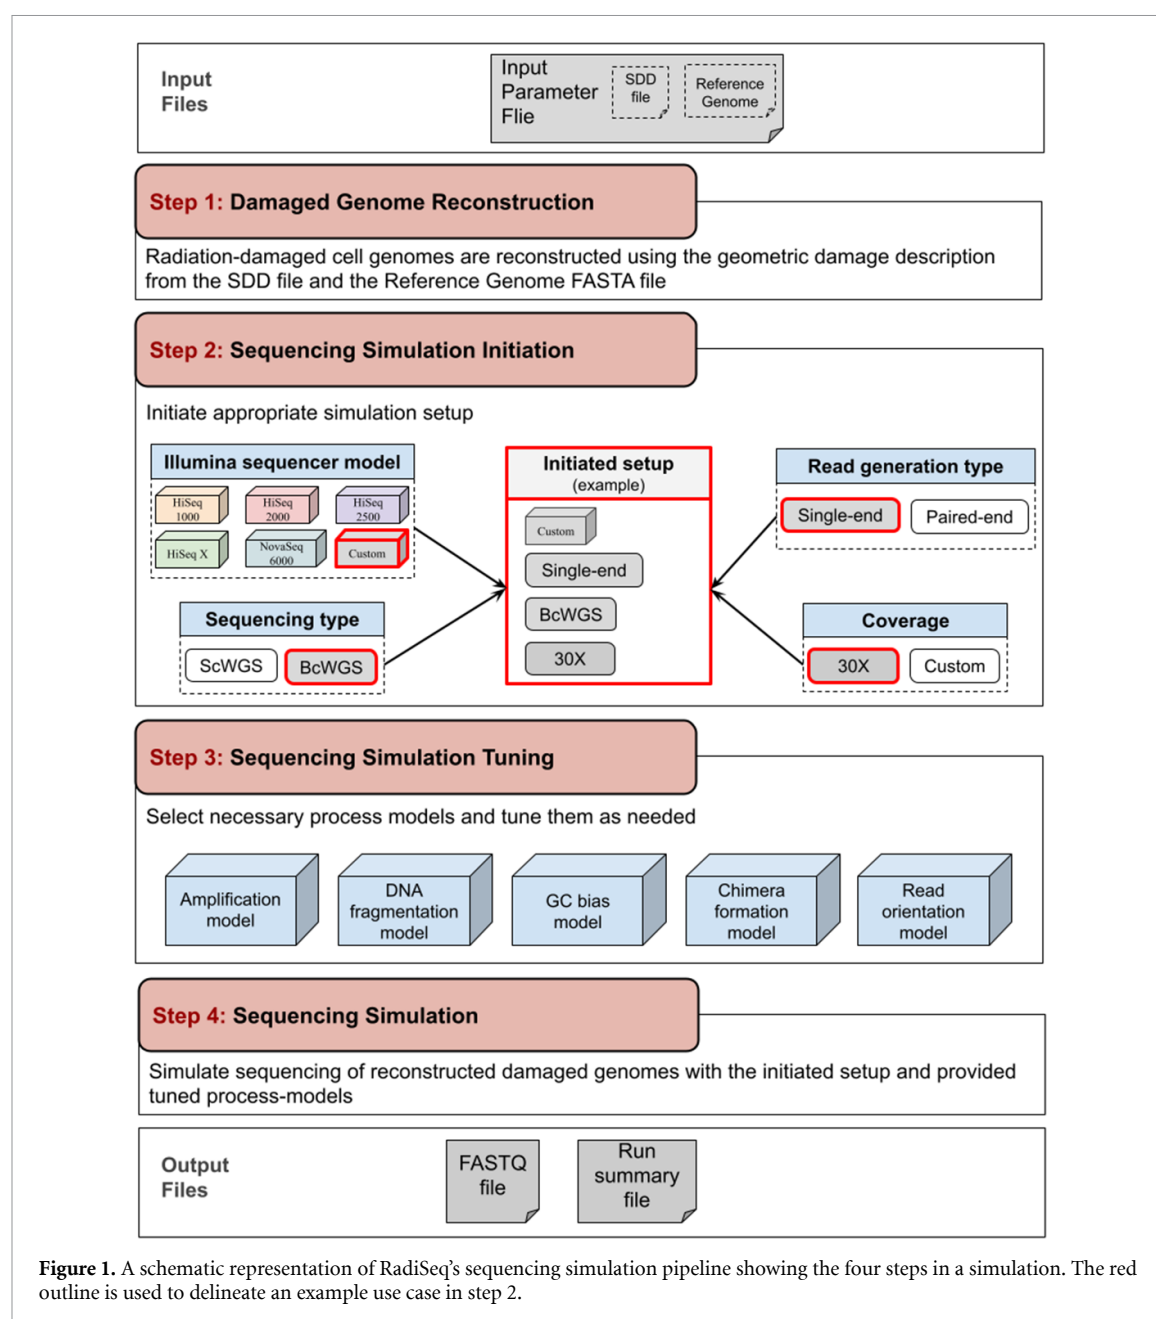 Input
Files
Input
Parameter
Flie
SDD
file
Reference
Genome
Step 1: Damaged Genome Reconstruction
Radiation-damaged cell genomes are reconstructed using the geometric damage description
from the SDD file and the Reference Genome FASTA file
Step 2: Sequencing Simulation Initiation
Initiate appropriate simulation setup
Illumina sequencer model
HiSeq
1000
HiSeq
2000
HiSeq
2500
HiSeq X
NovaSeq
6000
Custom
Sequencing type
ScWGS
BcWGS
Initiated setup
(example)
Custom
Single-end
BcWGS
30X
Read generation type
Single-end
Paired-end
Coverage
30X
Custom
Step 3: Sequencing Simulation Tuning
Select necessary process models and tune them as needed
Amplification
model
DNA
fragmentation
model
GC bias
model
Chimera
formation
model
Read
orientation
model
Step 4: Sequencing Simulation
Simulate sequencing of reconstructed damaged genomes with the initiated setup and provided
tuned process-models
Output
Files
FASTQ
file
Run
summary
file
Figure 1. A schematic representation of RadiSeq's sequencing simulation pipeline showing the four steps in a simulation. The red
outline is used to delineate an example use case in step 2.